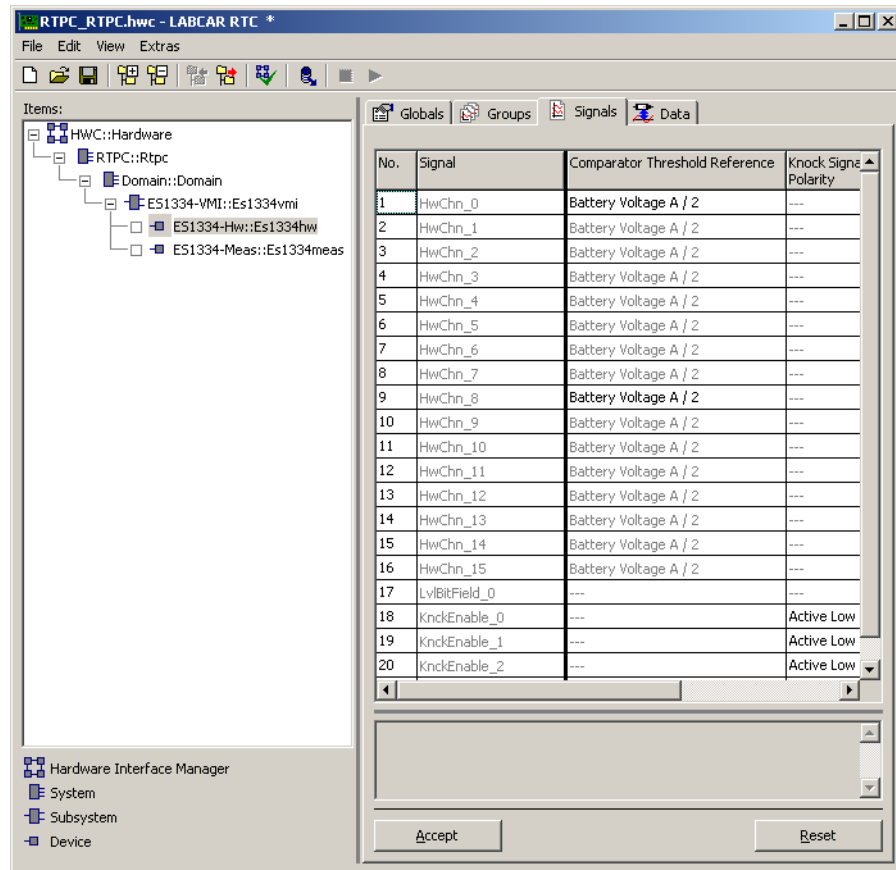 RTPC_RTPC.hwc - LABCAR RTC *
File Edit View Extras
Items:
HWC::Hardware
RTPC::Rtpc
Domain::Domain
ES1334-VMI::Es1334vmi
ES1334-Hw::Es1334hw
ES1334-Meas::Es1334meas
Hardware Interface Manager
System
Subsystem
Device
Globals Groups Signals Data
No. Signal Comparator Threshold Reference Knock Signa
Polarity
1 HwChn_0 Battery Voltage A / 2 ---
2 HwChn_1 Battery Voltage A / 2 ---
3 HwChn_2 Battery Voltage A / 2 ---
4 HwChn_3 Battery Voltage A / 2 ---
5 HwChn_4 Battery Voltage A / 2 ---
6 HwChn_5 Battery Voltage A / 2 ---
7 HwChn_6 Battery Voltage A / 2 ---
8 HwChn_7 Battery Voltage A / 2 ---
9 HwChn_8 Battery Voltage A / 2 ---
10 HwChn_9 Battery Voltage A / 2 ---
11 HwChn_10 Battery Voltage A / 2 ---
12 HwChn_11 Battery Voltage A / 2 ---
13 HwChn_12 Battery Voltage A / 2 ---
14 HwChn_13 Battery Voltage A / 2 ---
15 HwChn_14 Battery Voltage A / 2 ---
16 HwChn_15 Battery Voltage A / 2 ---
17 LvlBitField_0 --- ---
18 KnckEnable_0 --- Active Low
19 KnckEnable_1 --- Active Low
20 KnckEnable_2 --- Active Low
Accept Reset